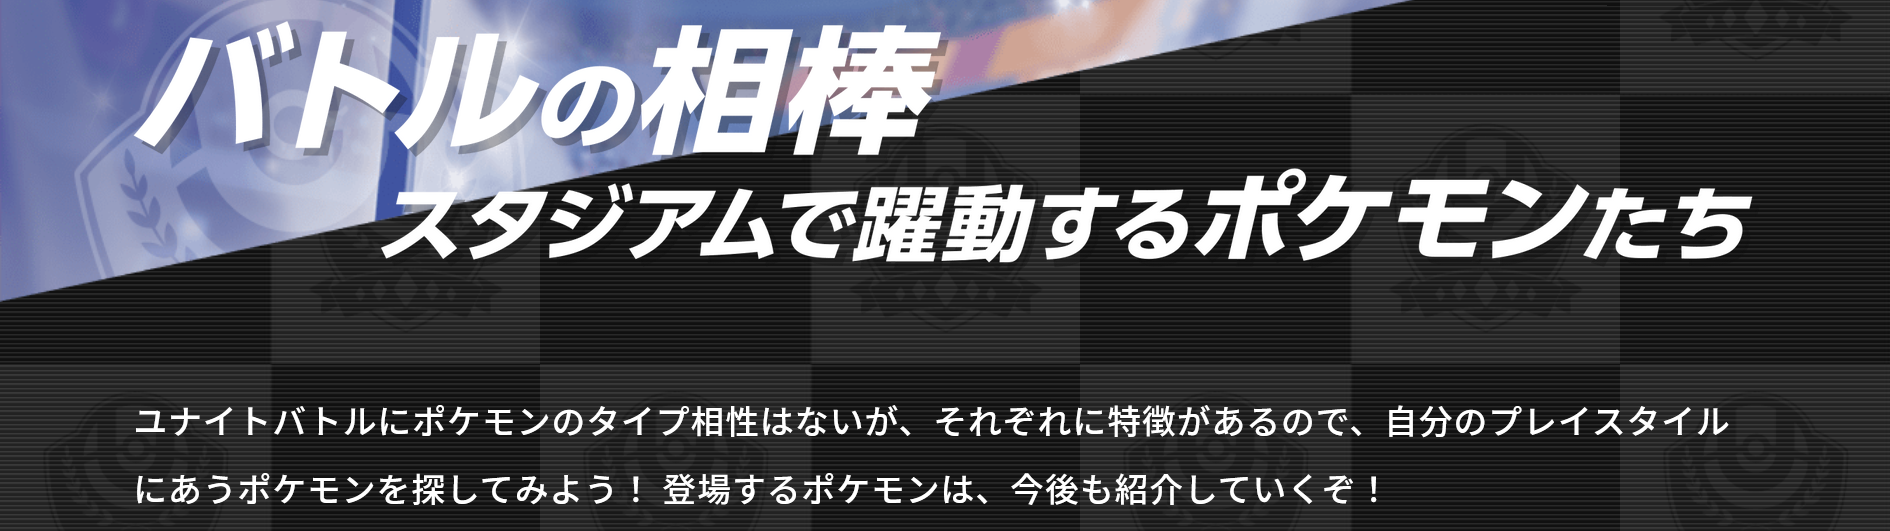 バトルの相棒
スタジアムで躍動するポケモンたち
ユナイトバトルにポケモンのタイプ相性はないが、それぞれに特徴があるので、自分のプレイスタイル
にあうポケモンを探してみよう！ 登場するポケモンは、今後も紹介していくぞ！